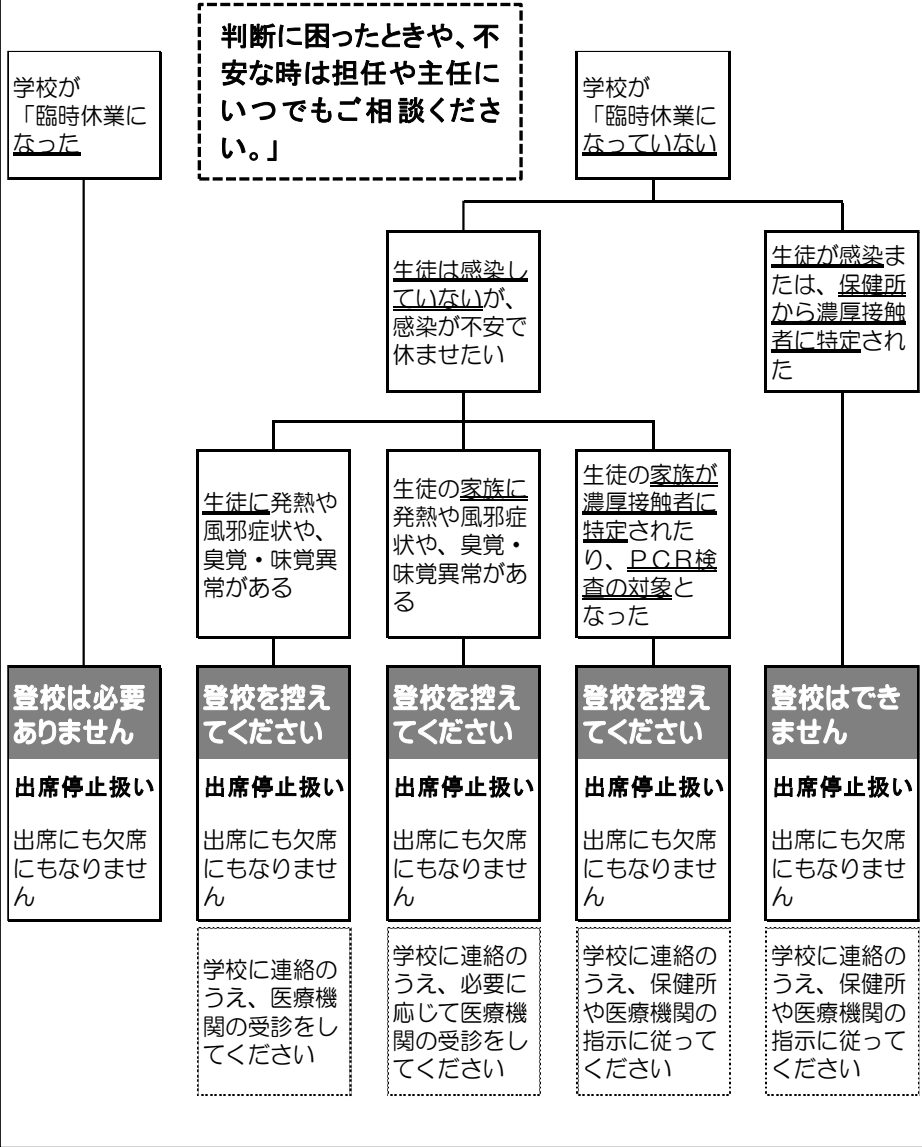 判断に困ったときや、不
安な時は担任や主任に
いつでもご相談くださ
い。」
学校が
「臨時休業に
なった
学校が
「臨時休業に
なっていない
生徒は感染し
ていないが、
感染が不安で
休ませたい
生徒が感染ま
たは、保健所
から濃厚接触
者に特定され
た
生徒に発熱や
風邪症状や、
臭覚・味覚異
常がある
生徒の家族に
発熱や風邪症
状や、臭覚・
味覚異常があ
る
生徒の家族が
濃厚接触者に
特定された
り、ＰＣＲ検
査の対象と
なった
登校は必要
ありません
出席停止扱い
出席にも欠席
にもなりませ
ん
登校を控え
てください
出席停止扱い
出席にも欠席
にもなりませ
ん
学校に連絡の
うえ、医療機
関の受診をし
てください
登校を控え
てください
出席停止扱い
出席にも欠席
にもなりませ
ん
学校に連絡の
うえ、必要に
応じて医療機
関の受診をし
てください
登校を控え
てください
出席停止扱い
出席にも欠席
にもなりませ
ん
学校に連絡の
うえ、保健所
や医療機関の
指示に従って
ください
登校はでき
ません
出席停止扱い
出席にも欠席
にもなりませ
ん
学校に連絡の
うえ、保健所
や医療機関の
指示に従って
ください